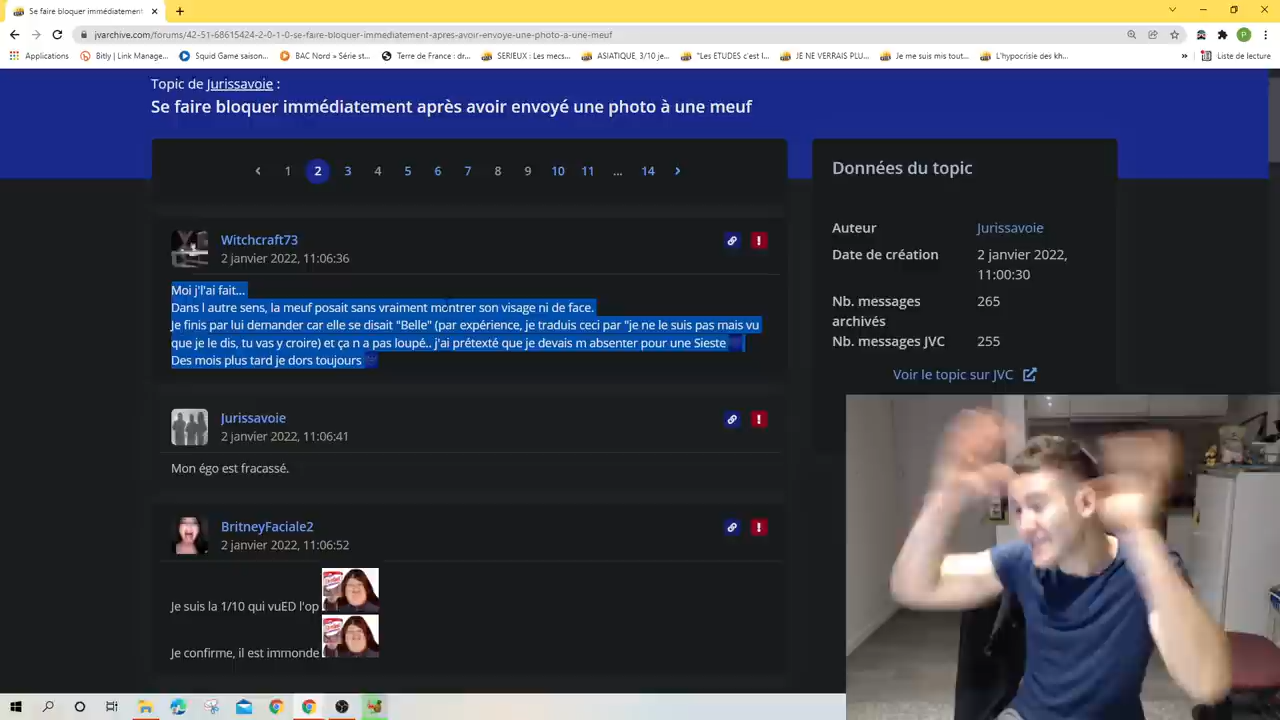 Se faire bloquer immédiatement
jvarchive.com/forums/42-51-68615424-2-0-1-0-se-faire-bloquer-immediatement-apres-avoir-envoye-une-photo-a-une-meuf
Applications
Bitly | Link Manage...
Squid Game saison...
BAC Nord » Série st...
Terre de France : dr...
SERIEUX : Les mecs...
ASIATIQUE, 3/10 je...
"Les ETUDES c'est l...
JE NE VERRAIS PLU...
Je me suis mis tout...
L'hypocrisie des kh...
»
Liste de lecture
Topic de Jurissavoie :
Se faire bloquer immédiatement après avoir envoyé une photo à une meuf
1 2 3 4 5 6 7 8 9 10 11 ... 14
Witchcraft73
2 janvier 2022, 11:06:36
Moi j'l'ai fait...
Dans l autre sens, la meuf posait sans vraiment montrer son visage ni de face.
Je finis par lui demander car elle se disait "Belle" (par expérience, je traduis ceci par "je ne le suis pas mais vu
que je le dis, tu vas y croire) et ça n a pas loupé.. j'ai prétexté que je devais m absenter pour une Sieste
Des mois plus tard je dors toujours
Jurissavoie
2 janvier 2022, 11:06:41
Mon égo est fracassé.
BritneyFaciale2
2 janvier 2022, 11:06:52
Je suis la 1/10 qui vuED l'op
Je confirme, il est immonde
Données du topic
Auteur Jurissavoie
Date de création 2 janvier 2022,
11:00:30
Nb. messages 265
archivés
Nb. messages JVC 255
Voir le topic sur JVC